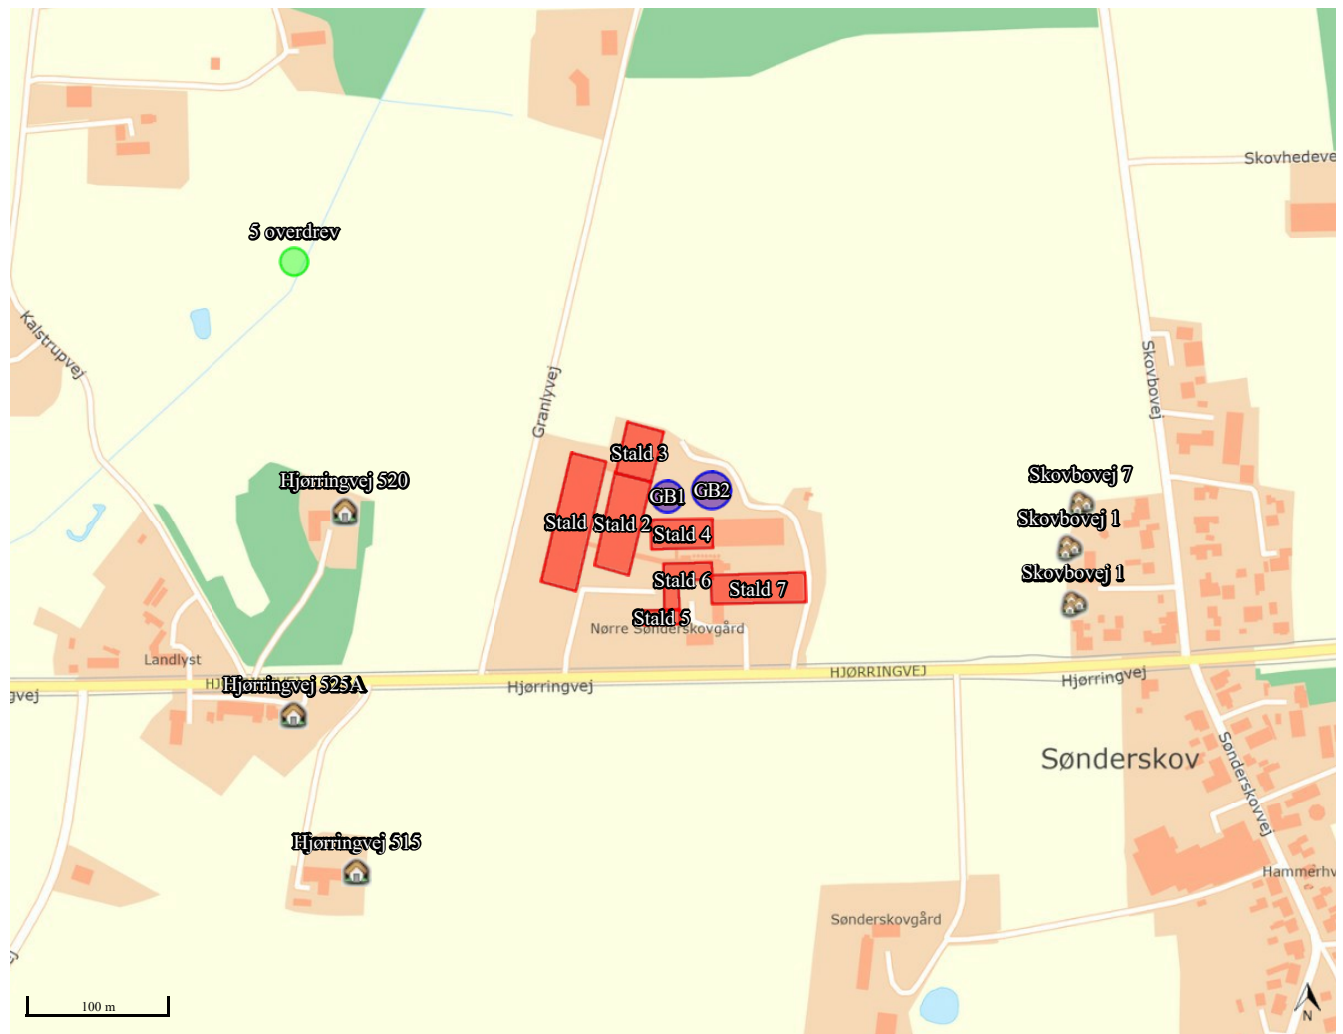 Skovhedeve
5 overdrev
Kalstrupvej
Granlyvej
Skovbovej
Stald 3
Skovbovej 7
Hjørringvej 520
GB1
GB2
Stald
Stald 2
Skovbovej 1
Stald 4
Stald 6
Skovbovej 1
Stald 7
Stald 5
Nørre Sønderskovgård
Landlyst
HJØRRINGVEJ
Hjørringvej
Hjørringvej 525A
gvej
Hjørringvej
Sønderskov
Sønderskovvej
Hjørringvej 515
Hammerhv
Sønderskovgård
100 m
N